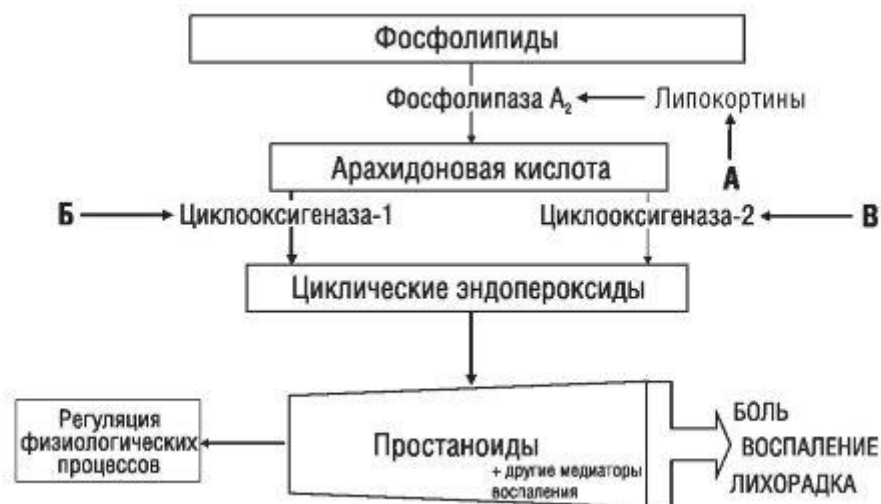 Фосфолипиды
Фосфолипаза А₂
Липокортины
А
Арахидоновая кислота
Б
Циклооксигеназа-1
Циклооксигеназа-2
В
Циклические эндопероксиды
Регуляция
физиологических
процессов
Простаноиды
+ другие медиаторы
воспаления
БОЛЬ
ВОСПАЛЕНИЕ
ЛИХОРАДКА